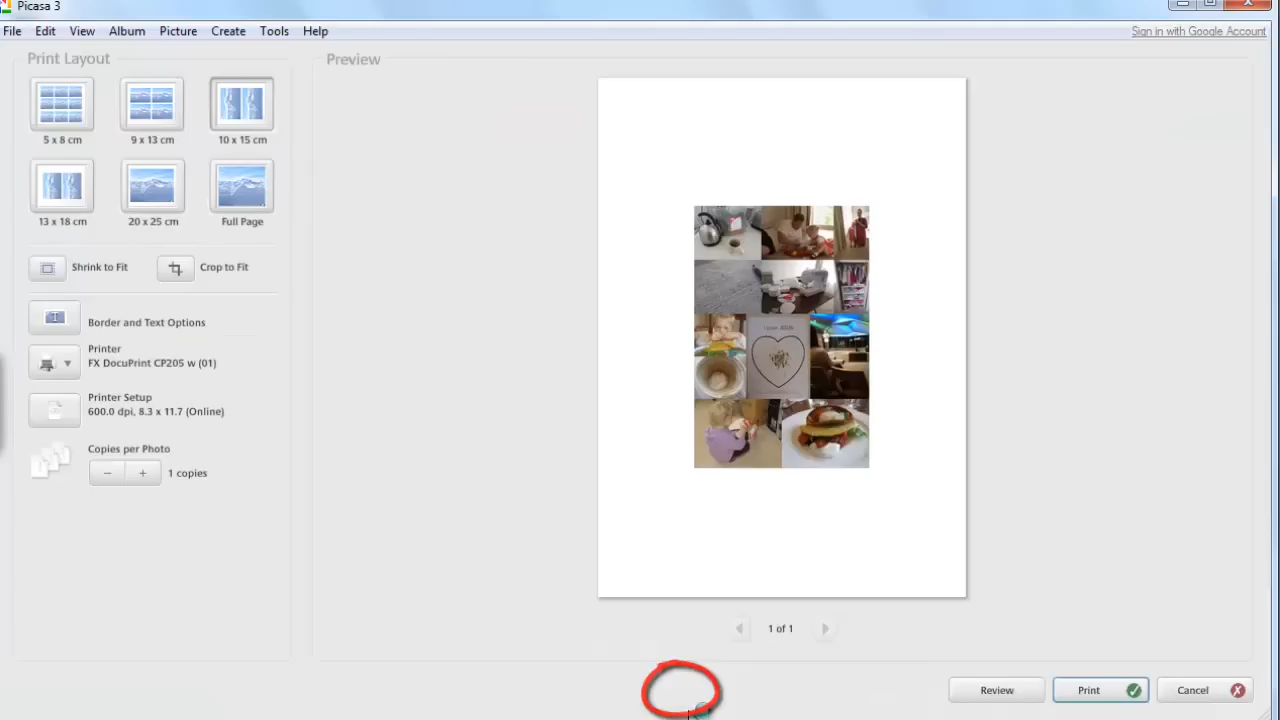 Picasa 3
File Edit View Album Picture Create Tools Help
Sign in with Google Account
Print Layout
5 x 8 cm
9 x 13 cm
10 x 15 cm
13 x 18 cm
20 x 25 cm
Full Page
Shrink to Fit
Crop to Fit
Border and Text Options
Printer
FX DocuPrint CP205 w (01)
Printer Setup
600.0 dpi, 8.3 x 11.7 (Online)
Copies per Photo
1 copies
Preview
1 of 1
Review
Print
Cancel